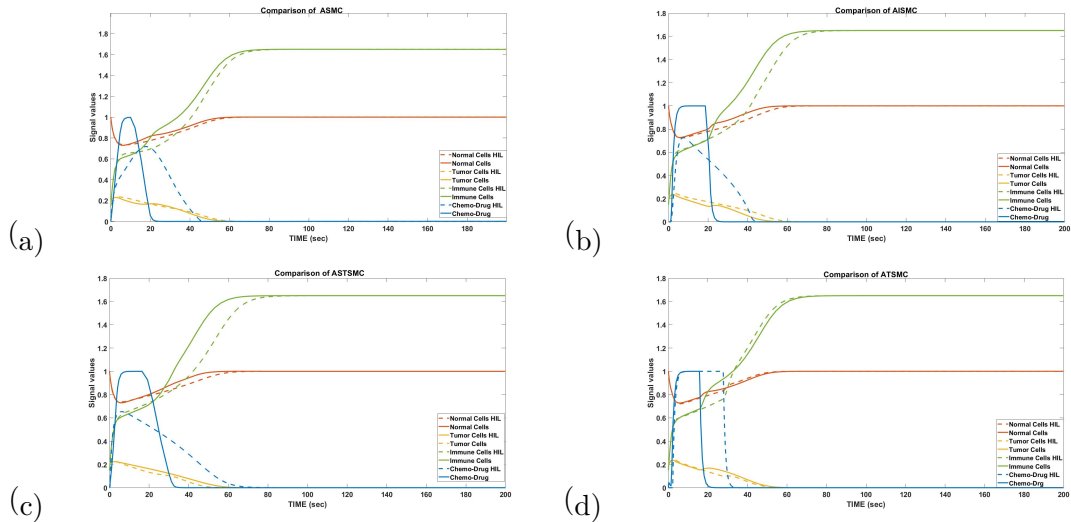 Comparison of ASMC
1.8
1.6
1.4
1.2
1
0.8
0.6
0.4
0.2
0
Signal values
0 20 40 60 80 100 120 140 160 180
TIME (sec)
Normal Cells HIL
Normal Cells
Tumor Cells HIL
Tumor Cells
Immune Cells HIL
Immune Cells
Chemo-Drug HIL
Chemo-Drug
(a)
Comparison of AISMC
1.8
1.6
1.4
1.2
1
0.8
0.6
0.4
0.2
0
Signal values
0 20 40 60 80 100 120 140 160 180 200
TIME (sec)
Normal Cells HIL
Normal Cells
Tumor Cells HIL
Tumor Cells
Immune Cells HIL
Immune Cells
Chemo-Drug HIL
Chemo-Drug
(b)
Comparison of ASTSMC
1.8
1.6
1.4
1.2
1
0.8
0.6
0.4
0.2
0
Signal values
0 20 40 60 80 100 120 140 160 180 200
TIME (sec)
Normal Cells HIL
Normal Cells
Tumor Cells HIL
Tumor Cells
Immune Cells HIL
Immune Cells
Chemo-Drug HIL
Chemo-Drug
(c)
Comparison of ATSMC
1.8
1.6
1.4
1.2
1
0.8
0.6
0.4
0.2
0
Signal values
0 20 40 60 80 100 120 140 160 180 200
TIME (sec)
Normal Cells HIL
Normal Cells
Tumor Cells HIL
Tumor Cells
Immune Cells HIL
Immune Cells
Chemo-Drug HIL
Chemo-Drg
(d)